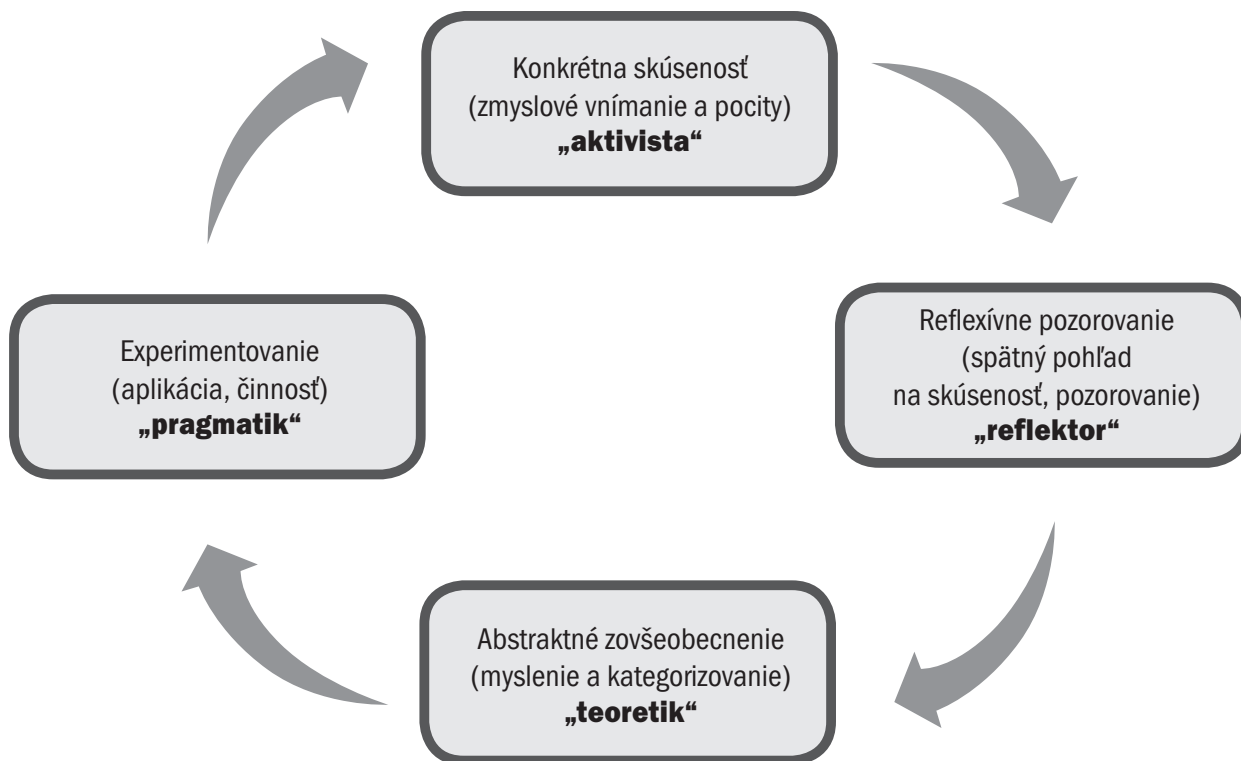 Konkrétna skúsenosť
(zmyslové vnímanie a pocity)
„aktivista“
Reflexívne pozorovanie
(spätný pohľad
na skúsenosť, pozorovanie)
„reflektor“
Abstraktné zovšeobecnenie
(myslenie a kategorizovanie)
„teoretik“
Experimentovanie
(aplikácia, činnosť)
„pragmatik“